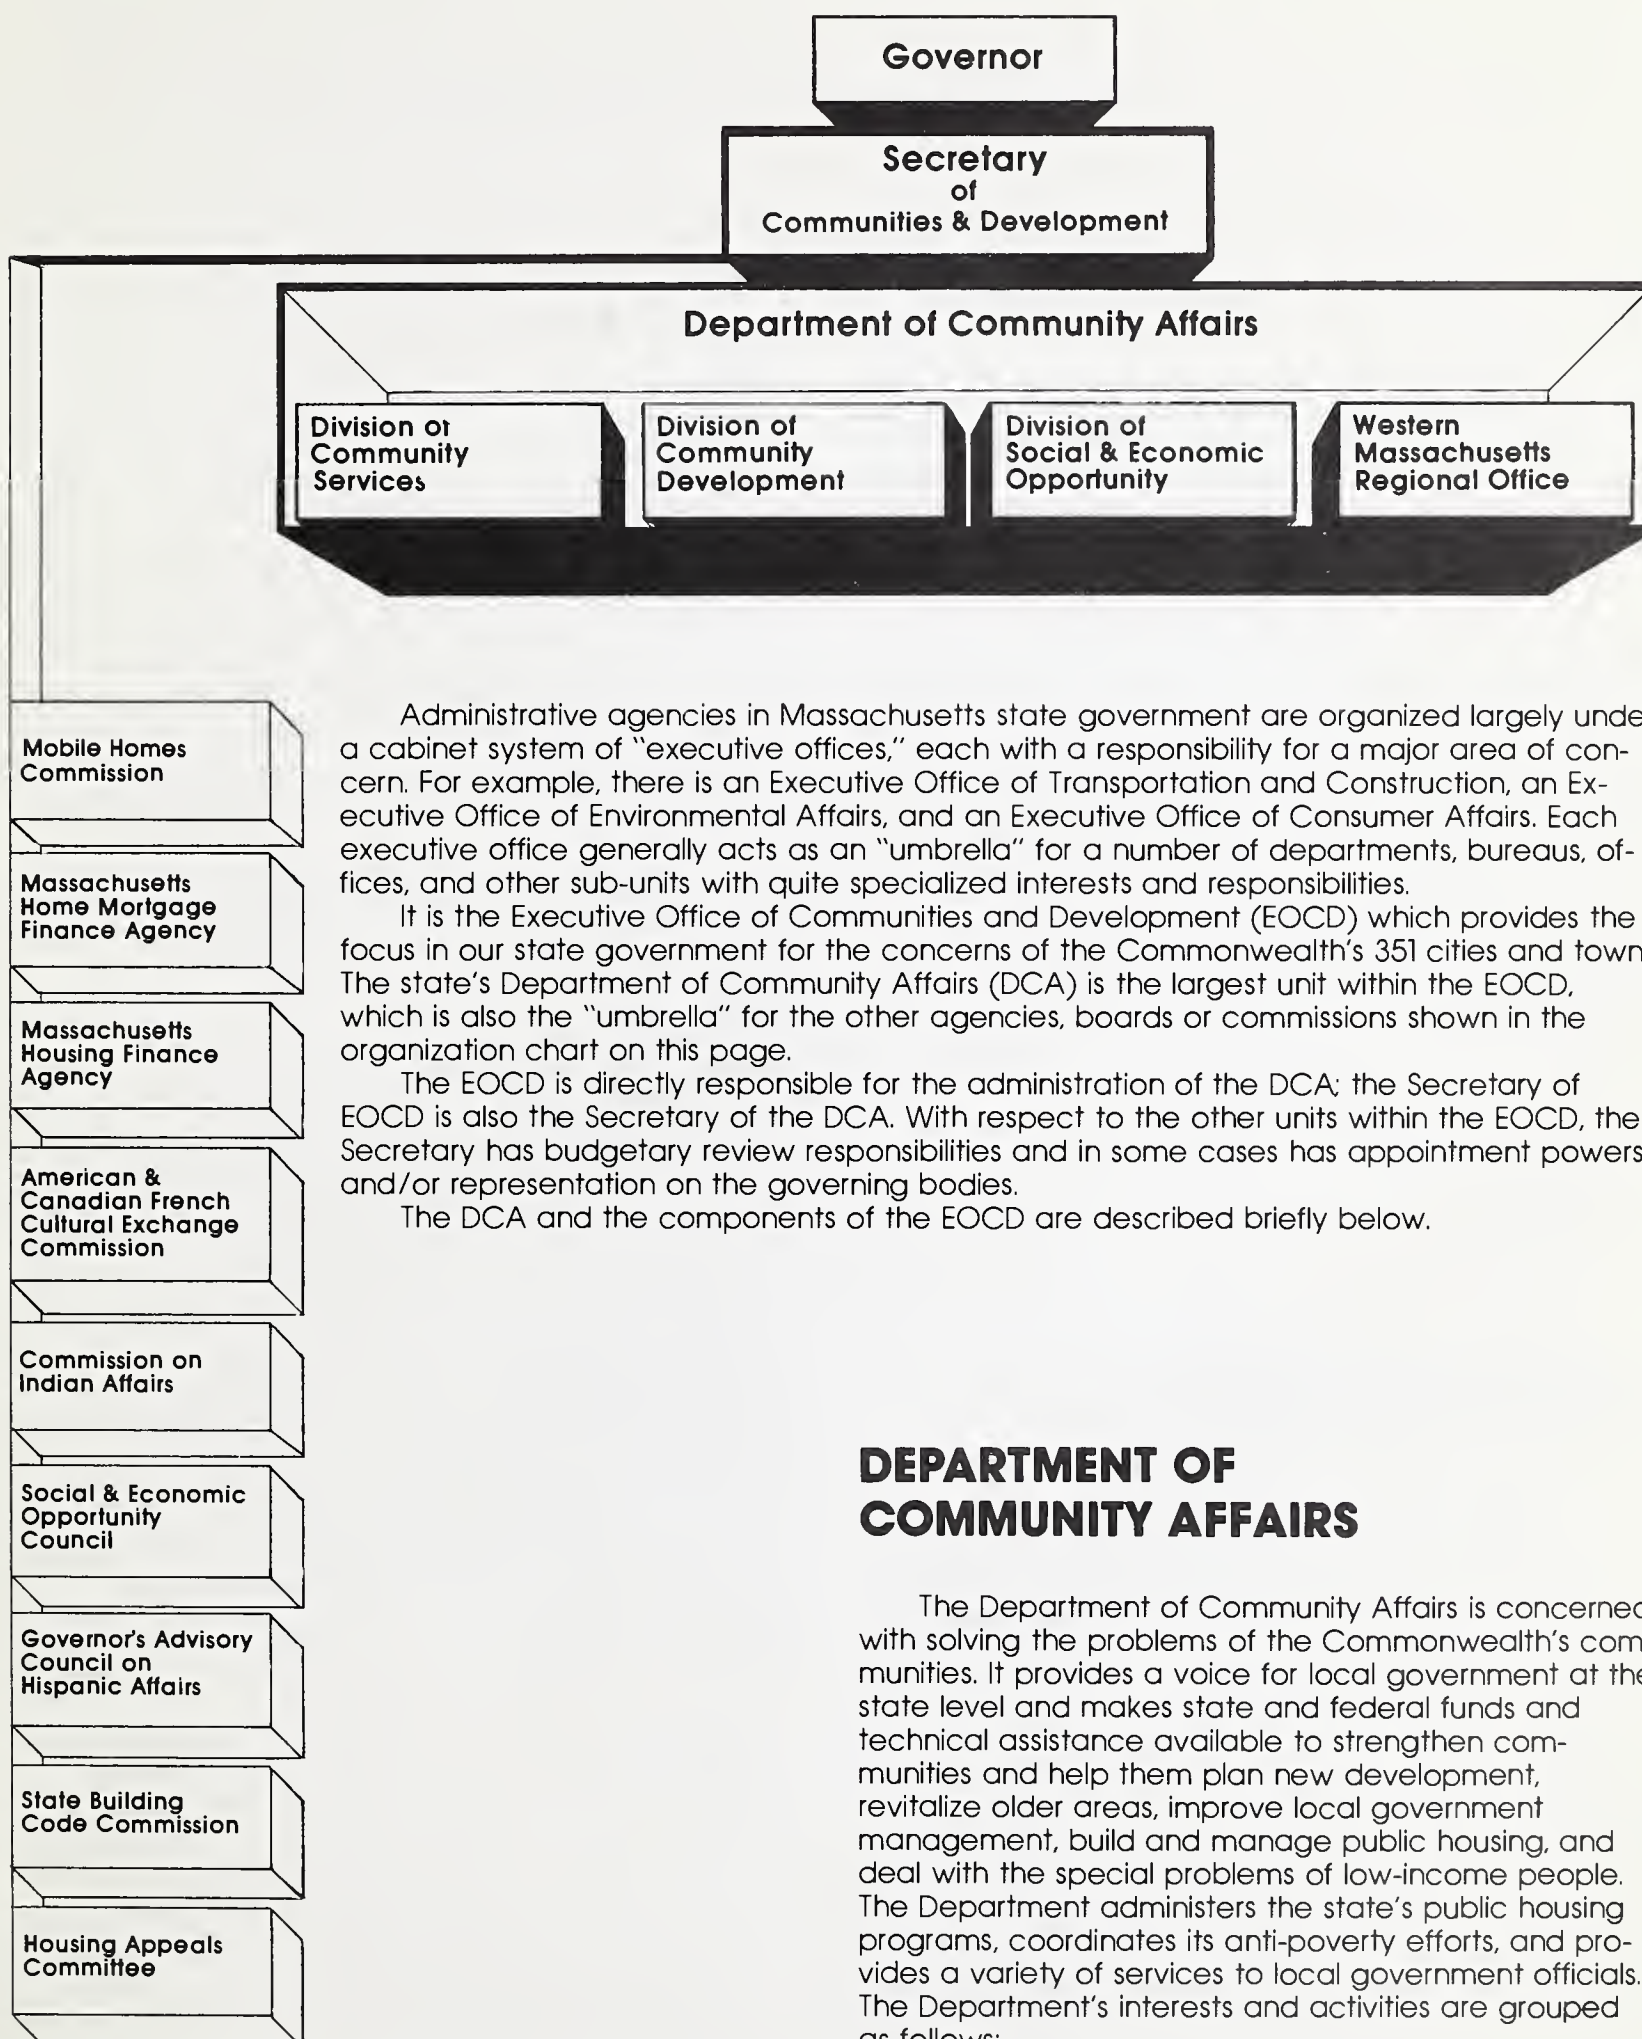 Governor
Secretary
of
Communities & Development
Department of Community Affairs
Division of
Community
Services
Division of
Community
Development
Division of
Social & Economic
Opportunity
Western
Massachusetts
Regional Office
Mobile Homes
Commission
Massachusetts
Home Mortgage
Finance Agency
Massachusetts
Housing Finance
Agency
American &
Canadian French
Cultural Exchange
Commission
Commission on
Indian Affairs
Social & Economic
Opportunity
Council
Governor's Advisory
Council on
Hispanic Affairs
State Building
Code Commission
Housing Appeals
Committee
Administrative agencies in Massachusetts state government are organized largely unde
a cabinet system of "executive offices," each with a responsibility for a major area of con-
cern. For example, there is an Executive Office of Transportation and Construction, an Ex-
ecutive Office of Environmental Affairs, and an Executive Office of Consumer Affairs. Each
executive office generally acts as an "umbrella" for a number of departments, bureaus, of-
fices, and other sub-units with quite specialized interests and responsibilities.
It is the Executive Office of Communities and Development (EOCD) which provides the
focus in our state government for the concerns of the Commonwealth's 351 cities and town
The state's Department of Community Affairs (DCA) is the largest unit within the EOCD,
which is also the "umbrella" for the other agencies, boards or commissions shown in the
organization chart on this page.
The EOCD is directly responsible for the administration of the DCA; the Secretary of
EOCD is also the Secretary of the DCA. With respect to the other units within the EOCD, the
Secretary has budgetary review responsibilities and in some cases has appointment powers
and/or representation on the governing bodies.
The DCA and the components of the EOCD are described briefly below.
DEPARTMENT OF
COMMUNITY AFFAIRS
The Department of Community Affairs is concerned
with solving the problems of the Commonwealth's com
munities. It provides a voice for local government at the
state level and makes state and federal funds and
technical assistance available to strengthen com-
munities and help them plan new development,
revitalize older areas, improve local government
management, build and manage public housing, and
deal with the special problems of low-income people.
The Department administers the state's public housing
programs, coordinates its anti-poverty efforts, and pro-
vides a variety of services to local government officials.
The Department's interests and activities are grouped
as follows: